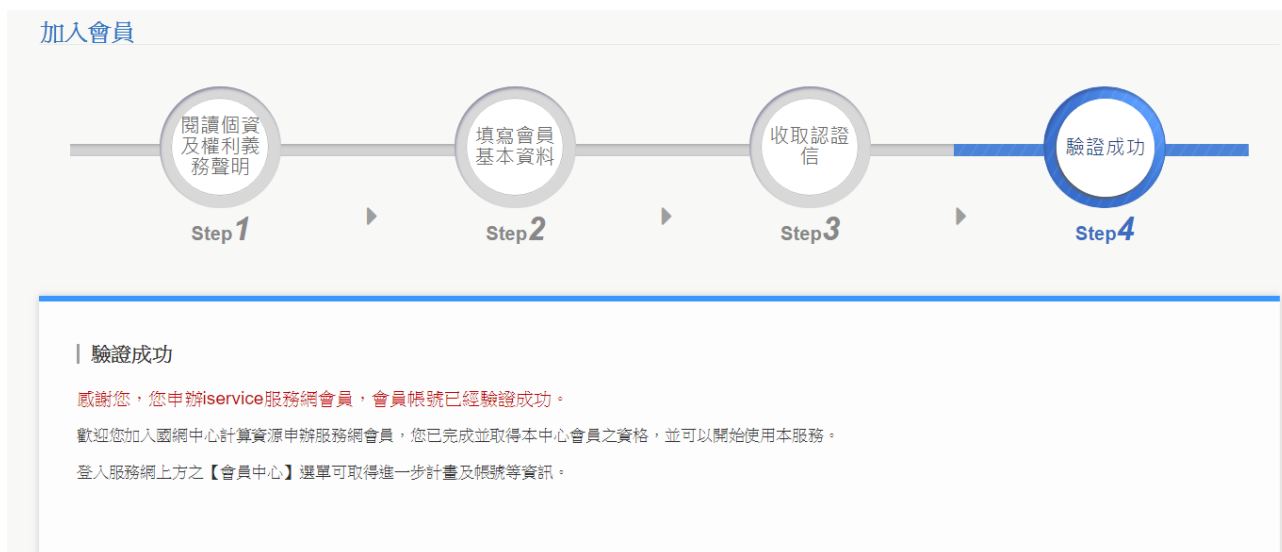 加入會員
閱讀個資
及權利義
務聲明
填寫會員
基本資料
收取認證
信
驗證成功
Step1
Step2
Step3
Step4
驗證成功
感謝您，您申辦iservice服務網會員，會員帳號已經驗證成功。
歡迎您加入國網中心計算資源申辦服務網會員，您已完成並取得本中心會員之資格，並可以開始使用本服務。
登入服務網上方之【會員中心】選單可取得進一步計畫及帳號等資訊。